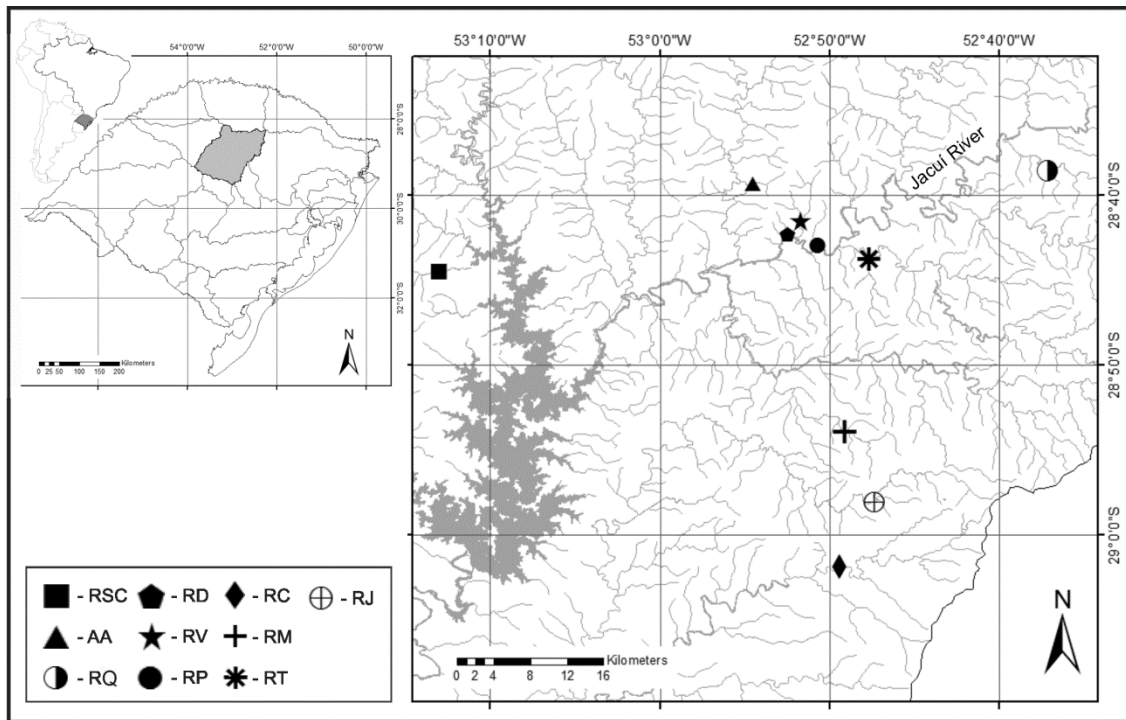 54°0'0"W 52°0'0"W 50°0'0"W
28°0'0"S
30°0'0"S
32°0'0"S
N
Kilometers
0 25 50 100 150 200
53°10'0"W 53°0'0"W 52°50'0"W 52°40'0"W
Jacuí River
28°40'0"S
28°50'0"S
29°0'0"S
N
Kilometers
0 2 4 8 12 16
- RSC - RD - RC - RJ
- AA - RV - RM
- RQ - RP - RT